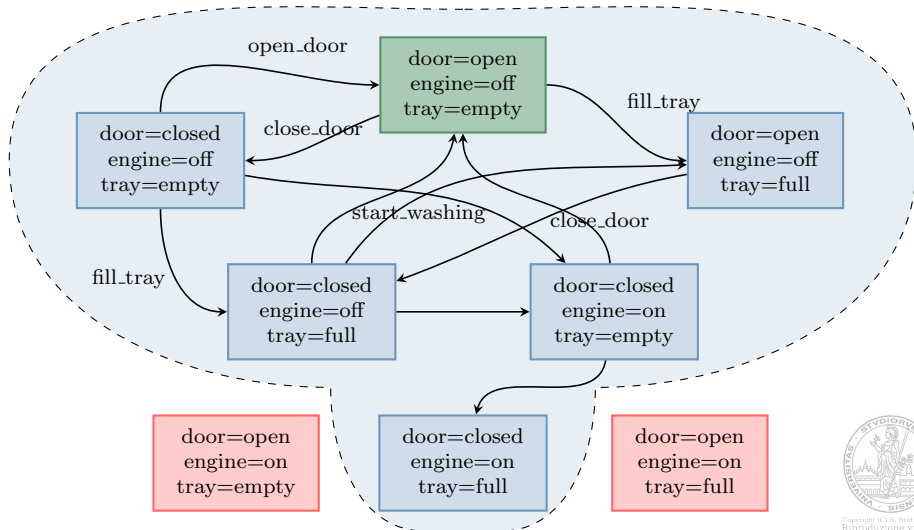 open_door
door=open
engine=off
tray=empty
fill_tray
close_door
door=closed
engine=off
tray=empty
door=open
engine=off
tray=full
start_washing
close_door
fill_tray
door=closed
engine=off
tray=full
door=closed
engine=on
tray=empty
door=open
engine=on
tray=empty
door=closed
engine=on
tray=full
door=open
engine=on
tray=full
Copyright (C) R.
Riproduzione